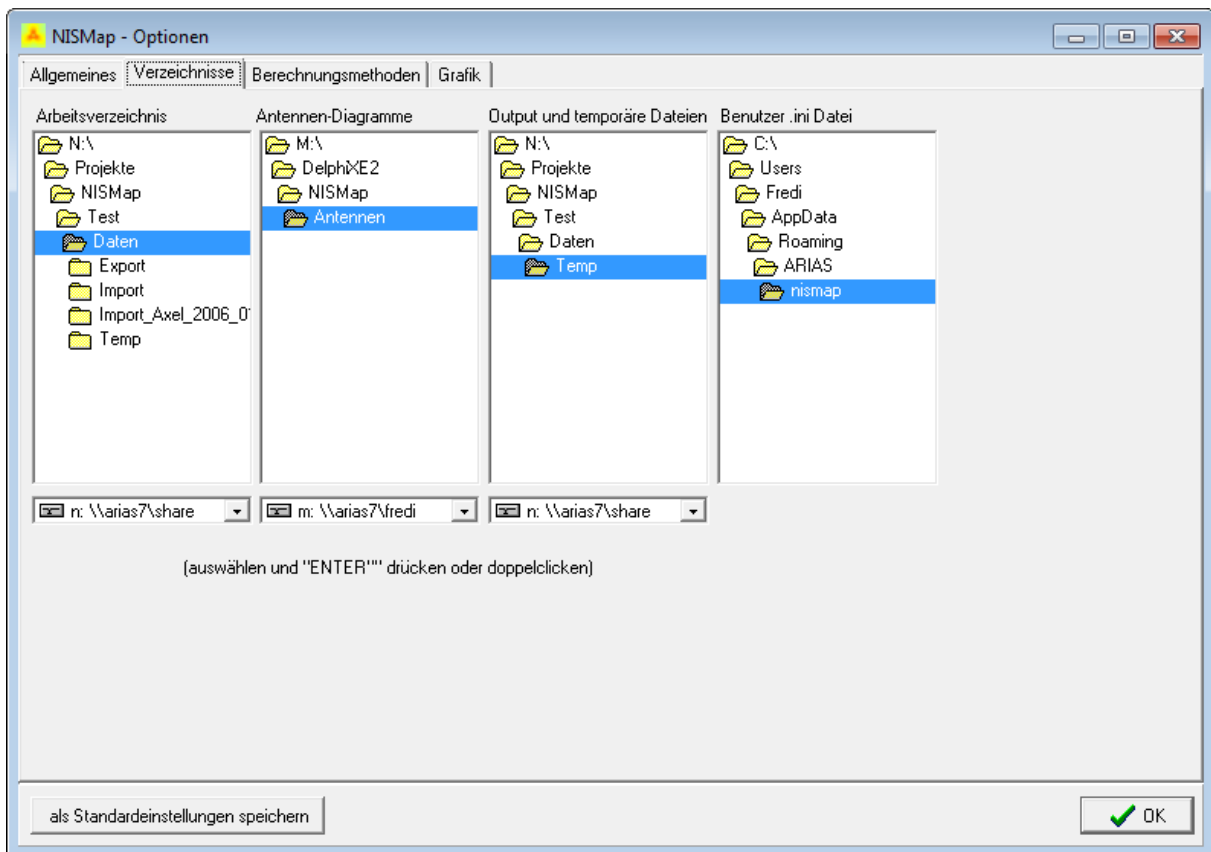 NISMap - Optionen
Allgemeines Verzeichnisse Berechnungsmethoden Grafik
Arbeitsverzeichnis Antennen-Diagramme Output und temporäre Dateien Benutzer .ini Datei
N:\ M:\ N:\ C:\
Projekte DelphiXE2 Projekte Users
NISMap NISMap NISMap Fredi
Test Antennen Test AppData
Daten Daten Roaming
Export Temp ARIAS
Import nismap
Import_Axel_2006_0
Temp
n: \\arias7\share m: \\arias7\fredi n: \\arias7\share
(auswählen und "ENTER"" drücken oder doppelclicken)
als Standardeinstellungen speichern OK